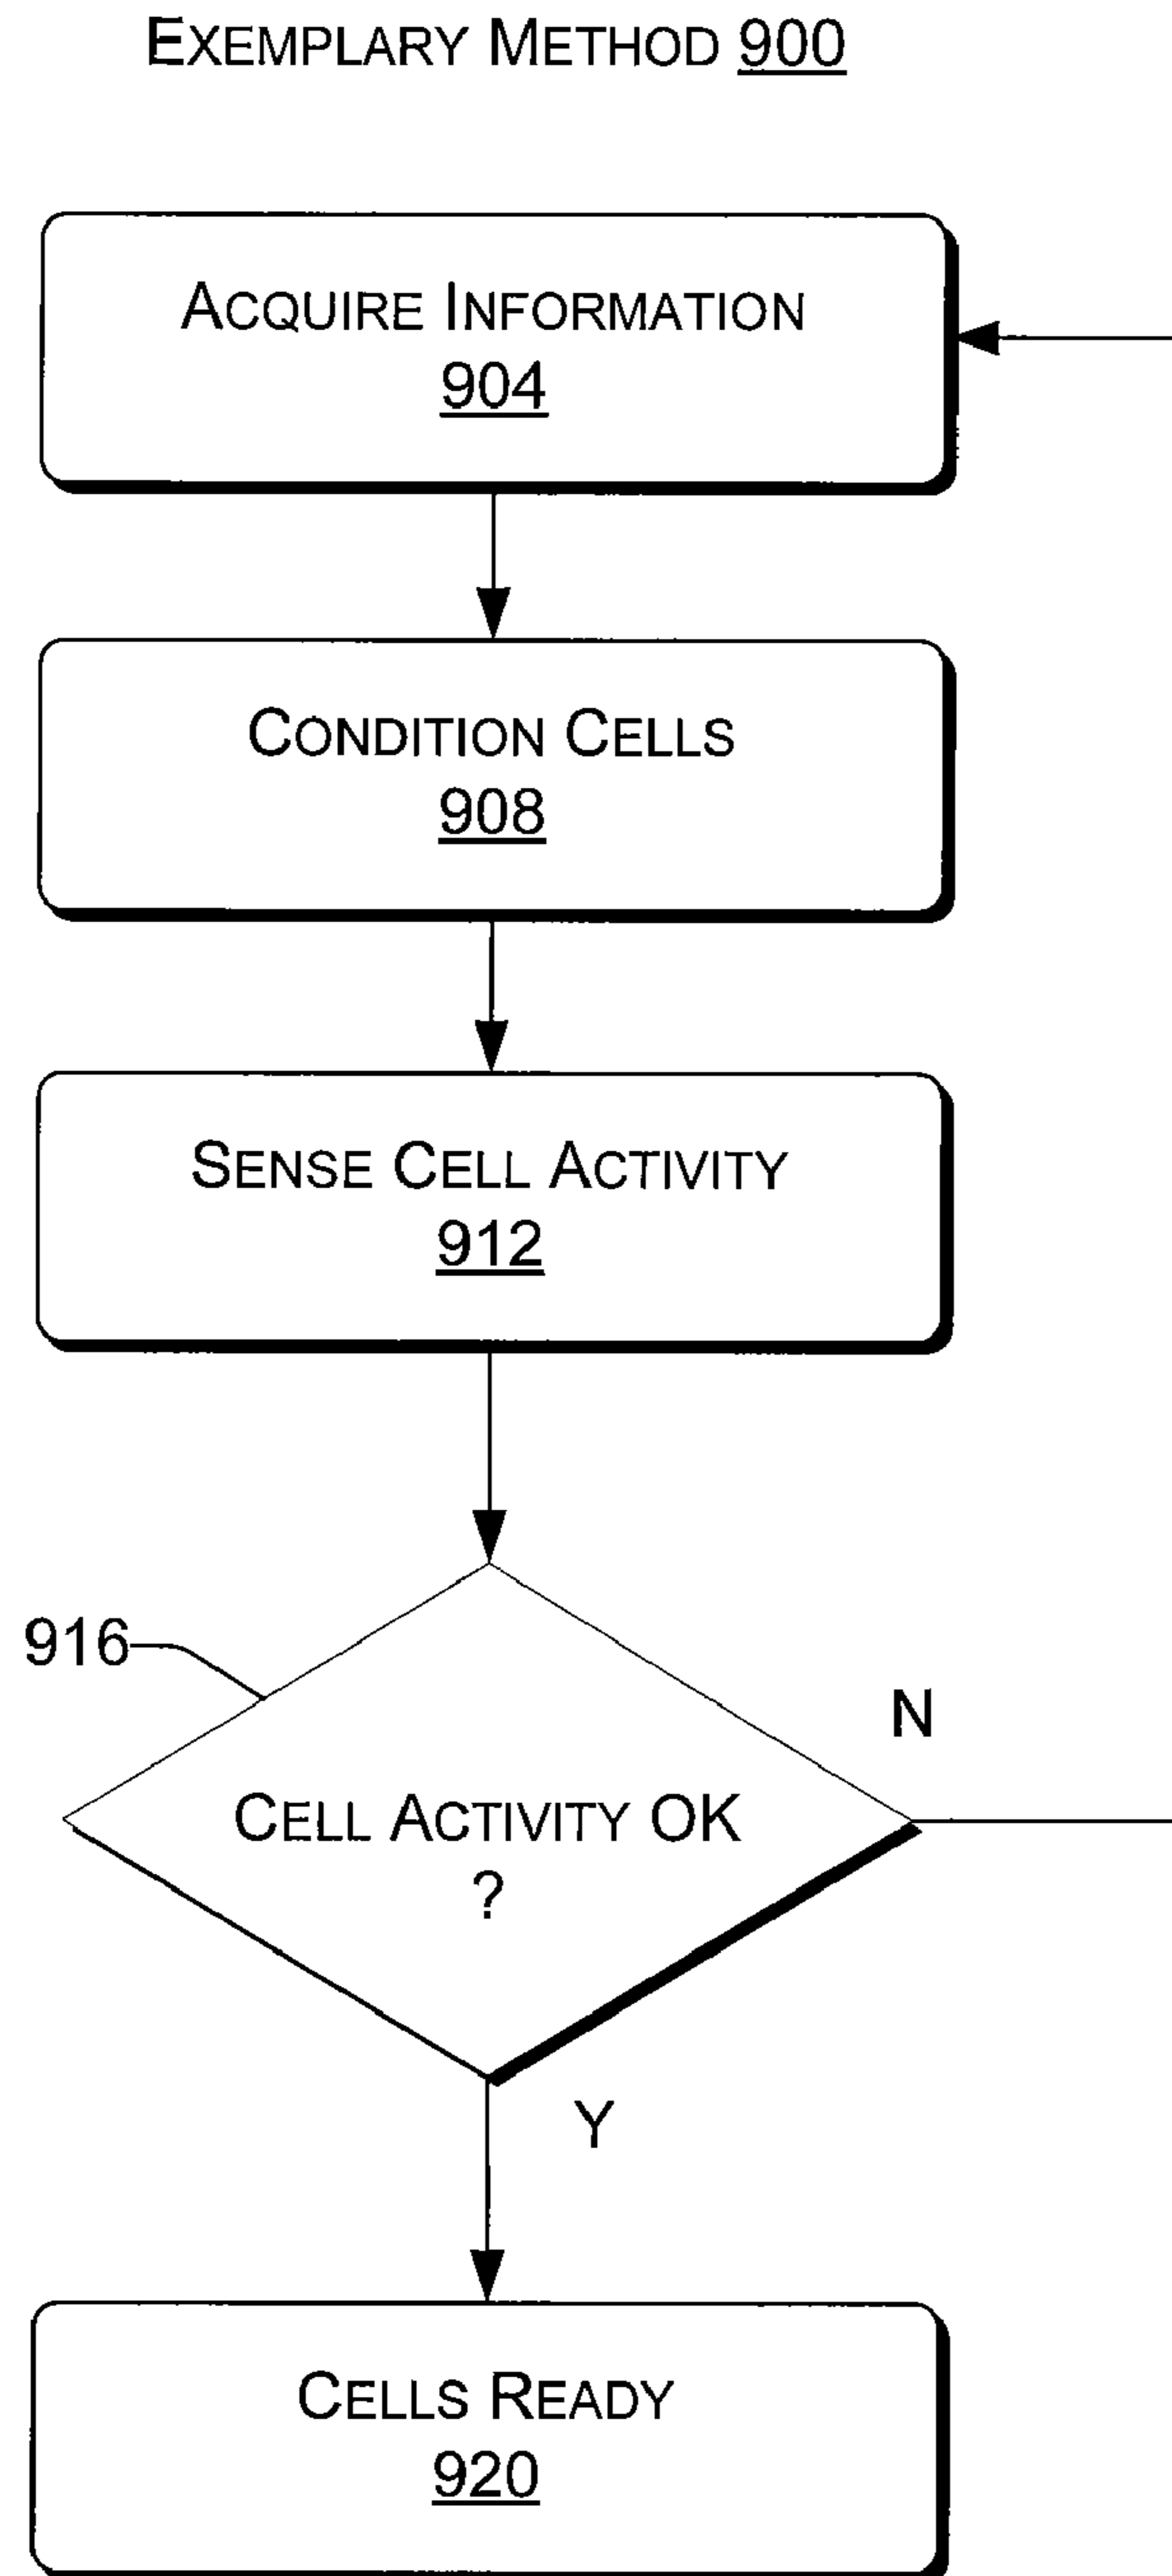 EXEMPLARY METHOD 900
ACQUIRE INFORMATION
904
CONDITION CELLS
908
SENSE CELL ACTIVITY
912
916
N
CELL ACTIVITY OK
?
Y
CELLS READY
920